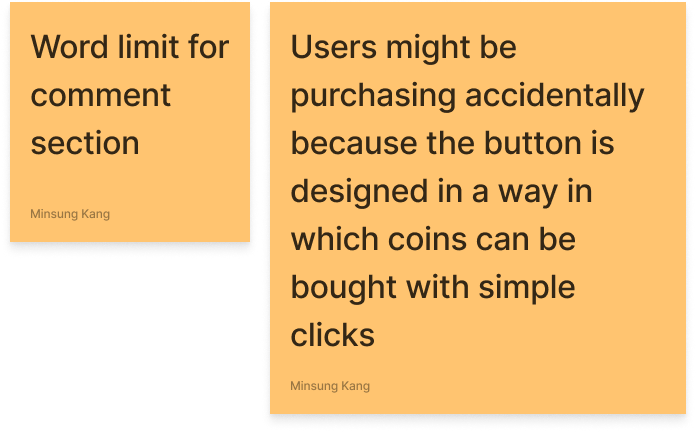 Word limit for
comment
section
Minsung Kang
Users might be
purchasing accidentally
because the button is
designed in a way in
which coins can be
bought with simple
clicks
Minsung Kang